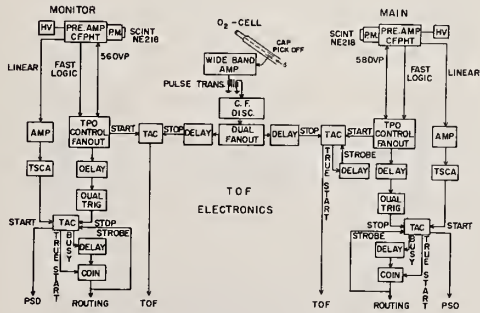 MONITOR
HV
PRE.AMP
CFPHT
P.M.
SCINT
NE218
LINEAR
FAST
LOGIC
560VP
O2-CELL
CAP
PICK OFF
WIDE BAND
AMP
PULSE TRANS.
C.F.
DISC.
MAIN
SCINT
NE218
P.M.
PRE-AMP
CFPHT
HV
580VP
FAST
LOGIC
LINEAR
AMP
TSCA
TPO
CONTROL
FANOUT
START
TAC
STOP
DELAY
DUAL
FANOUT
DELAY
STOP
TAC
START
TPO
CONTROL
FANOUT
AMP
TSCA
TRUE START
STROBE
DELAY
DELAY
DUAL
TRIG
DELAY
DUAL
TRIG
TOF
ELECTRONICS
START
TAC
STOP
STROBE
BUSY
TRUE START
DELAY
COIN
PSD
ROUTING
TOF
STOP
STROBE
TAC
START
BUSY
TRUE START
DELAY
COIN
TOF
ROUTING
PSD